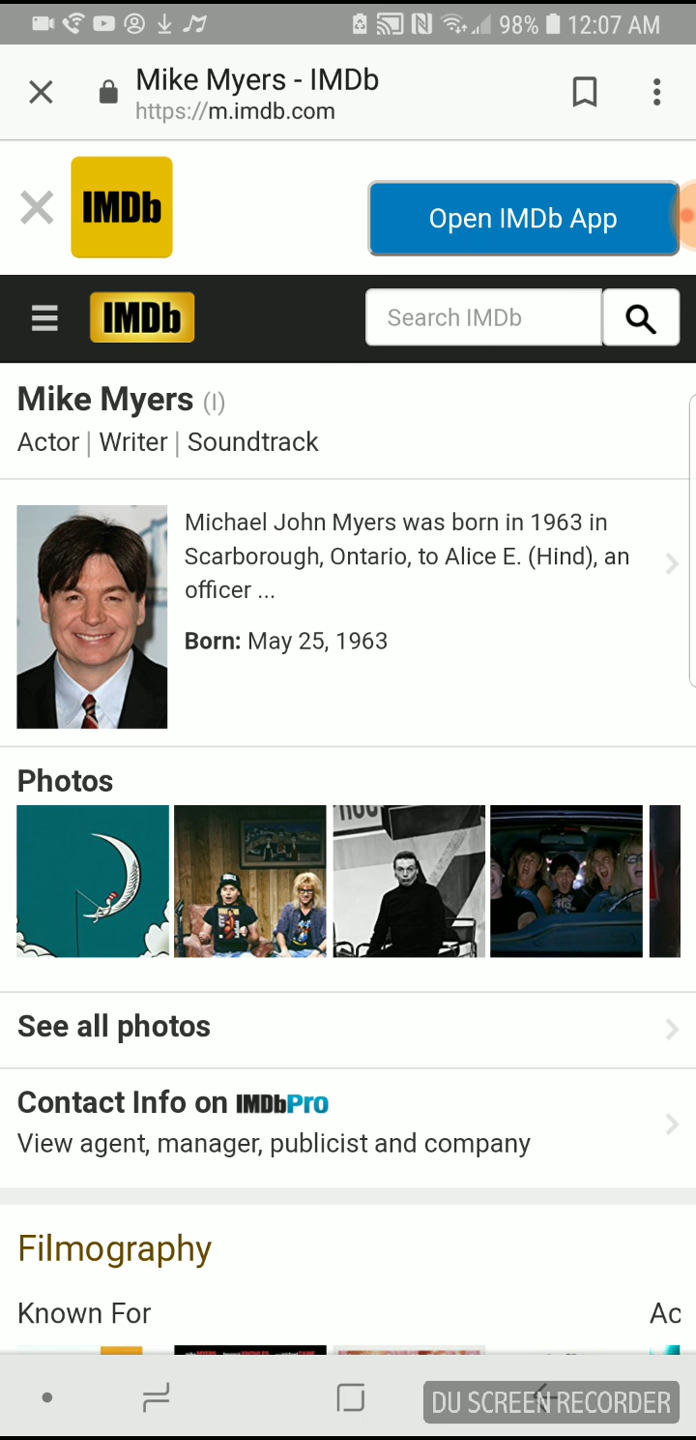 98% 12:07 AM
Mike Myers - IMDb
https://m.imdb.com
IMDb
Open IMDb App
IMDb
Search IMDb
Mike Myers (I)
Actor | Writer | Soundtrack
Michael John Myers was born in 1963 in
Scarborough, Ontario, to Alice E. (Hind), an
officer ...
Born: May 25, 1963
Photos
See all photos
Contact Info on IMDbPro
View agent, manager, publicist and company
Filmography
Known For
Ac
DU SCREEN RECORDER